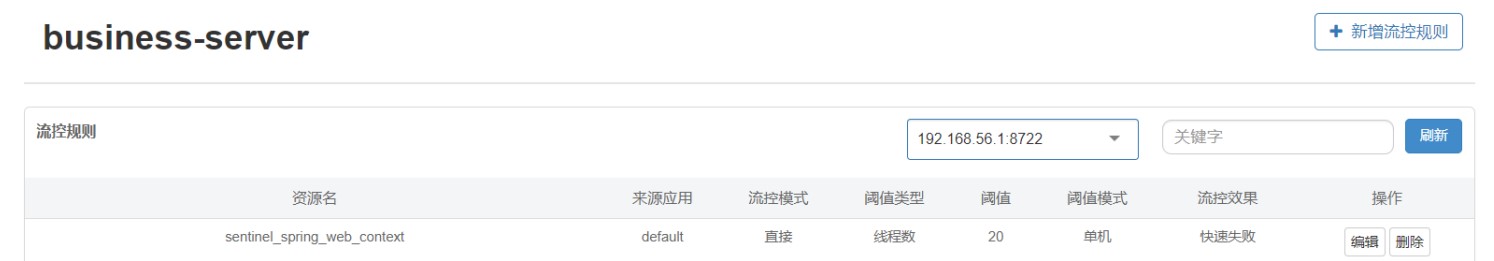 business-server
+ 新增流控规则
流控规则
192.168.56.1:8722 关键字 刷新
资源名 来源应用 流控模式 阈值类型 阈值 阈值模式 流控效果 操作
sentinel_spring_web_context default 直接 线程数 20 单机 快速失败 编辑 删除